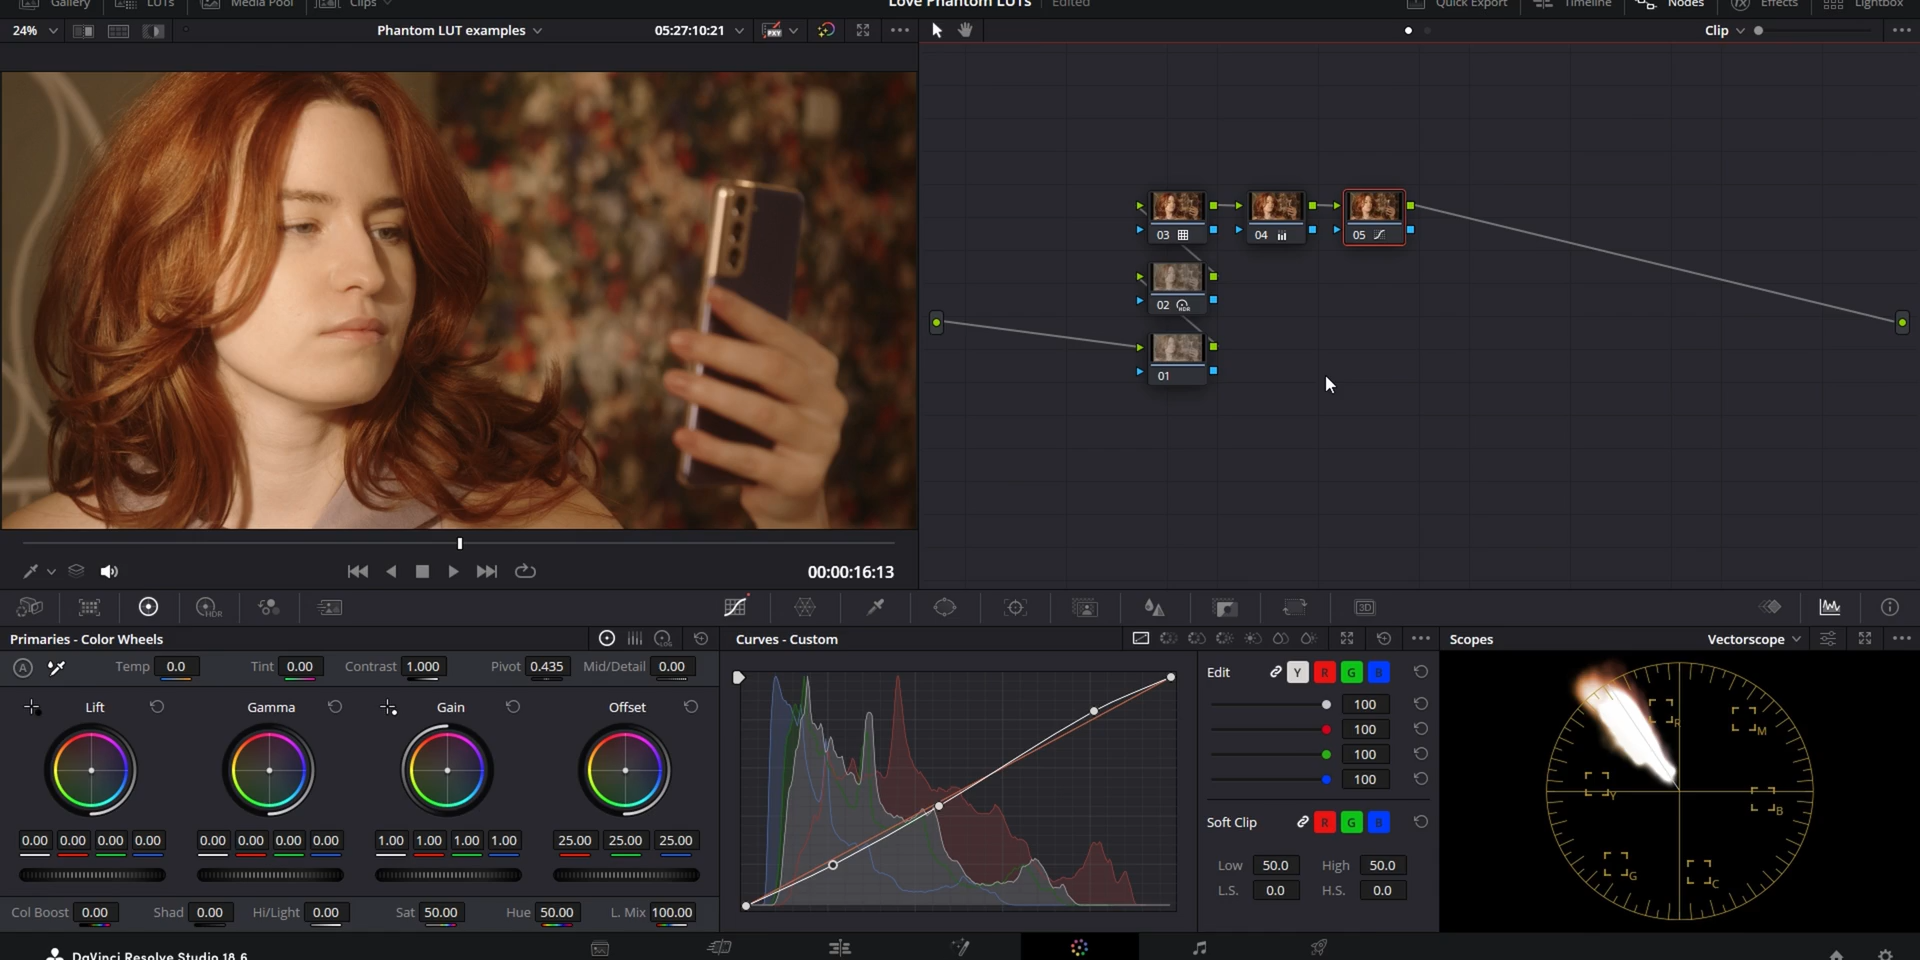 Gallery LUTs Media Pool Clips Love Phantom LUTs Edited Quick Export Timeline Nodes Effects Lightbox
24% Phantom LUT examples 05:27:10:21 PXY Clip
03 04 05
02 HDR
01
00:00:16:13
HDR 3D
Primaries - Color Wheels LOG Curves - Custom Scopes Vectorscope
A Temp 0.0 Tint 0.00 Contrast 1.000 Pivot 0.435 Mid/Detail 0.00 Edit Y R G B
Lift Gamma Gain Offset
100
100
100
100
R M
Y B
G C
Soft Clip R G B
0.00 0.00 0.00 0.00 0.00 0.00 0.00 0.00 1.00 1.00 1.00 1.00 25.00 25.00 25.00
Low 50.0 High 50.0
L.S. 0.0 H.S. 0.0
Col Boost 0.00 Shad 0.00 Hi/Light 0.00 Sat 50.00 Hue 50.00 L. Mix 100.00
DaVinci Resolve Studio 18.6